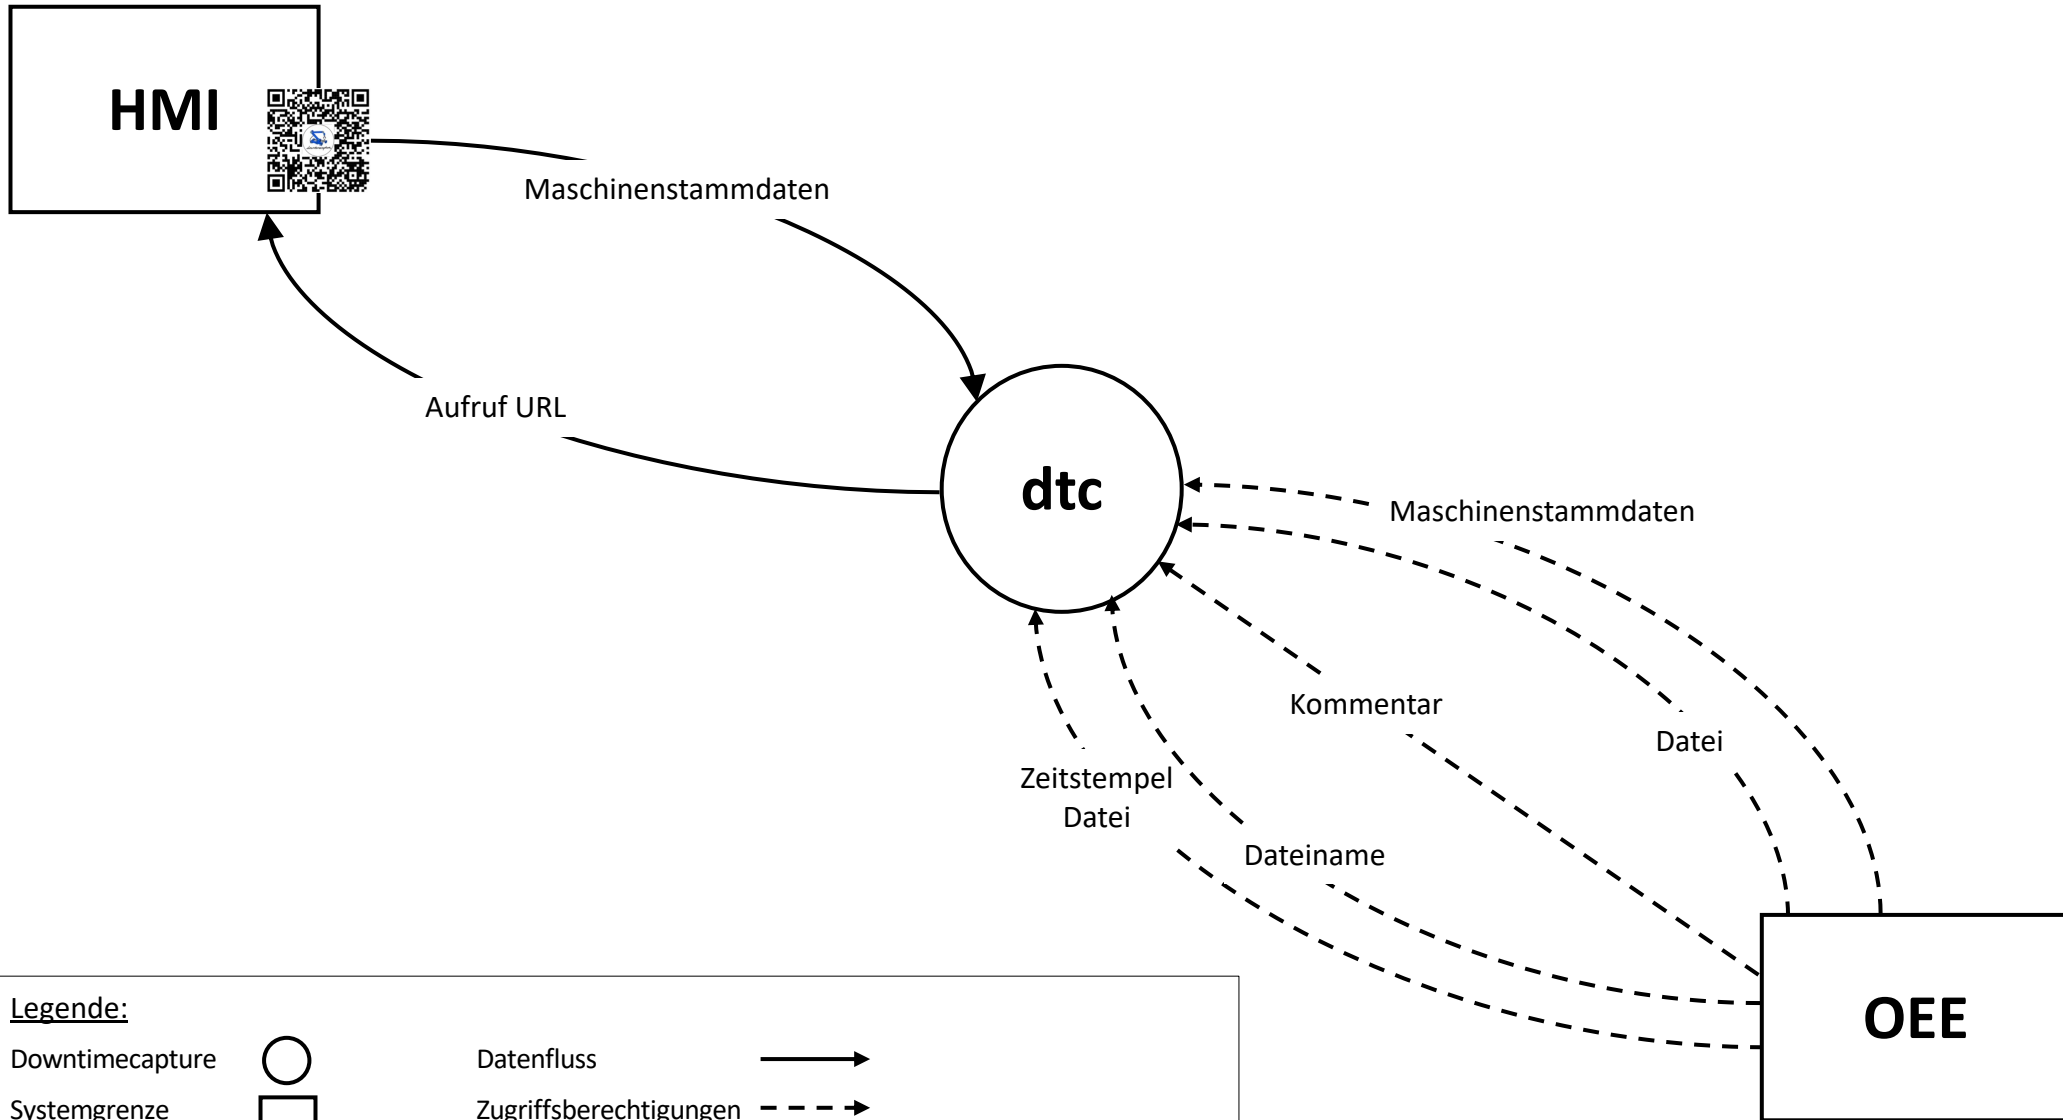 HMI
Maschinenstammdaten
Aufruf URL
dtc
Maschinenstammdaten
Kommentar
Datei
Zeitstempel
Datei
Dateiname
OEE
Legende:
Downtimecapture
Datenfluss
Systemgrenze
Zugriffsberechtigungen